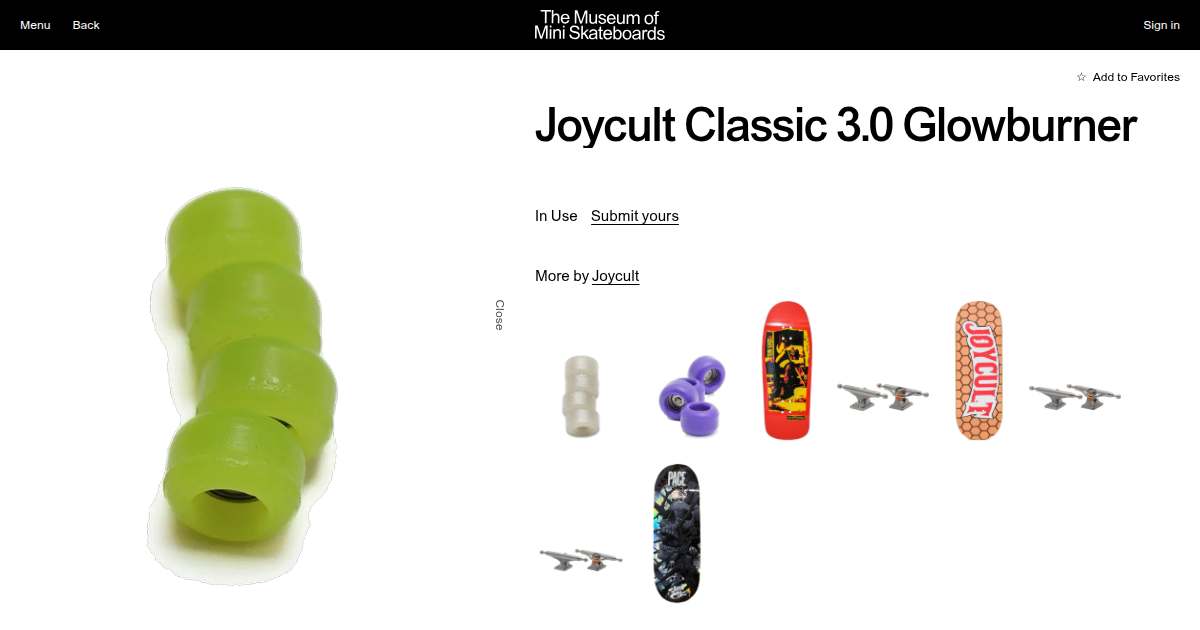 Menu
Back
The Museum of
Mini Skateboards
Sign in
☆ Add to Favorites
Joycult Classic 3.0 Glowburner
In Use
Submit yours
More by Joycult
Close
JOYCULT
PACE